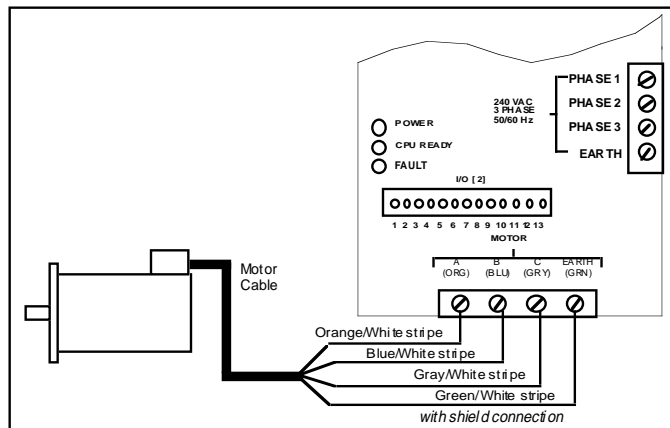 PHASE 1
240 VAC
3 PHASE
50/60 Hz
PHASE 2
PHASE 3
EARTH
POWER
CPU READY
FAULT
I/O [2]
1 2 3 4 5 6 7 8 9 10 11 12 13
MOTOR
A
(ORG)
B
(BLU)
C
(GRY)
EARTH
(GRN)
Motor
Cable
Orange/White stripe
Blue/White stripe
Gray/White stripe
Green/White stripe
with shield connection